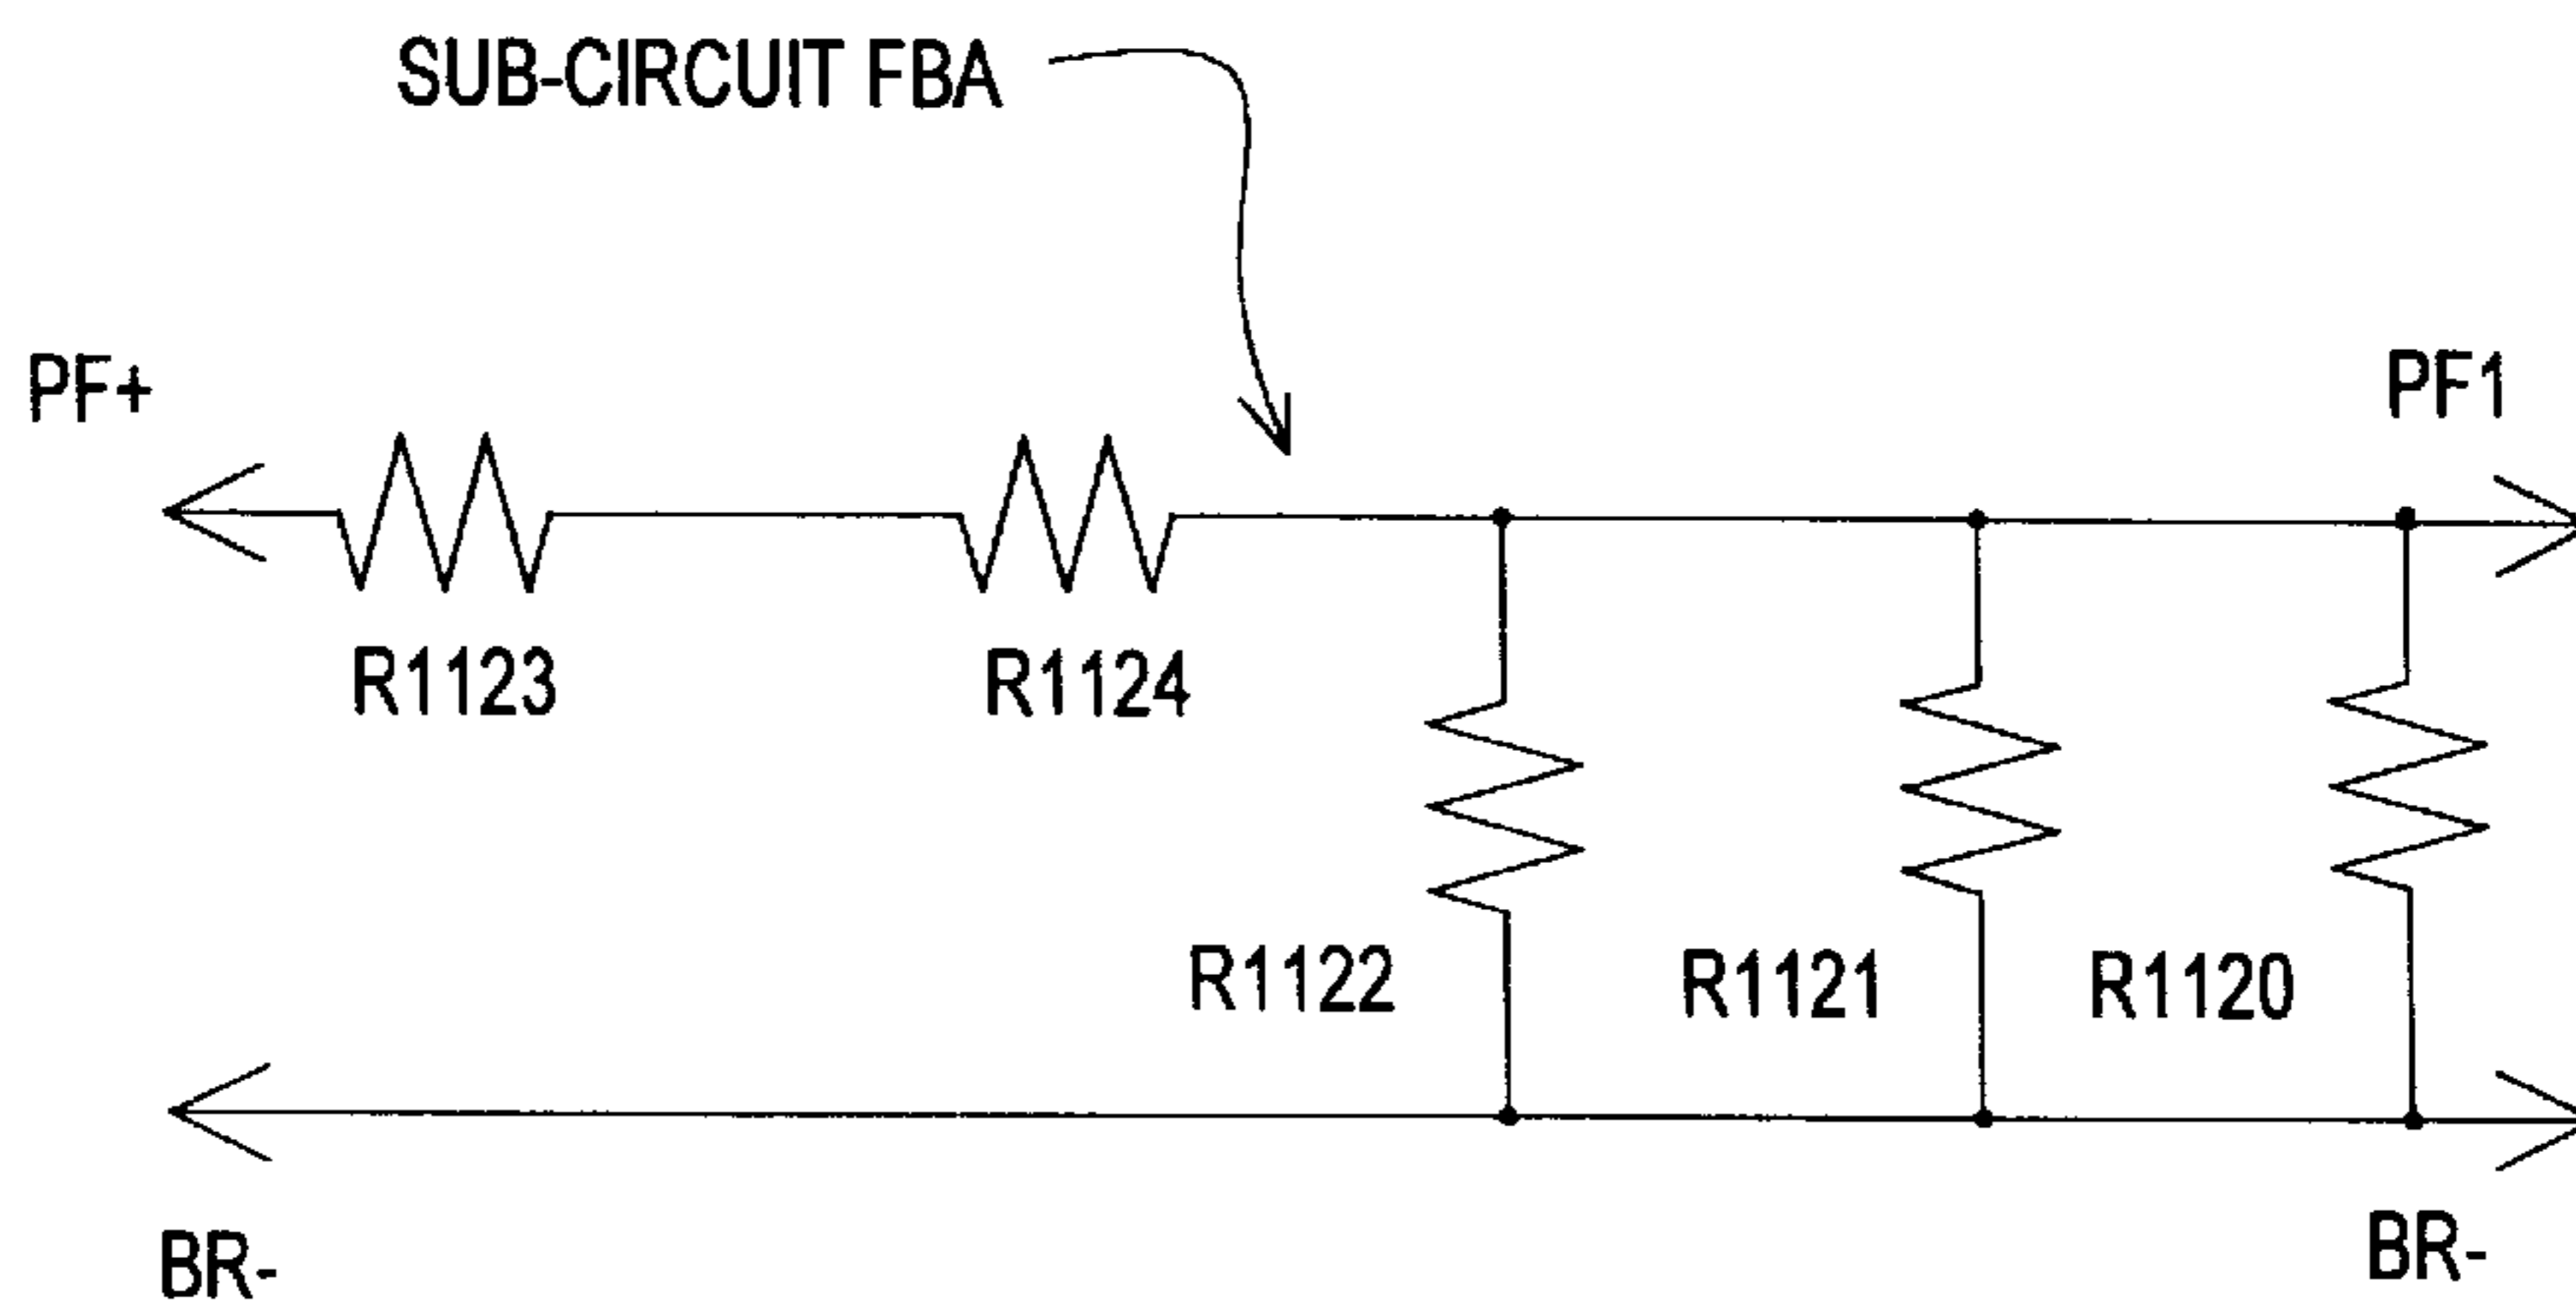 SUB-CIRCUIT FBA
PF+
PF1
R1123
R1124
R1122
R1121
R1120
BR-
BR-